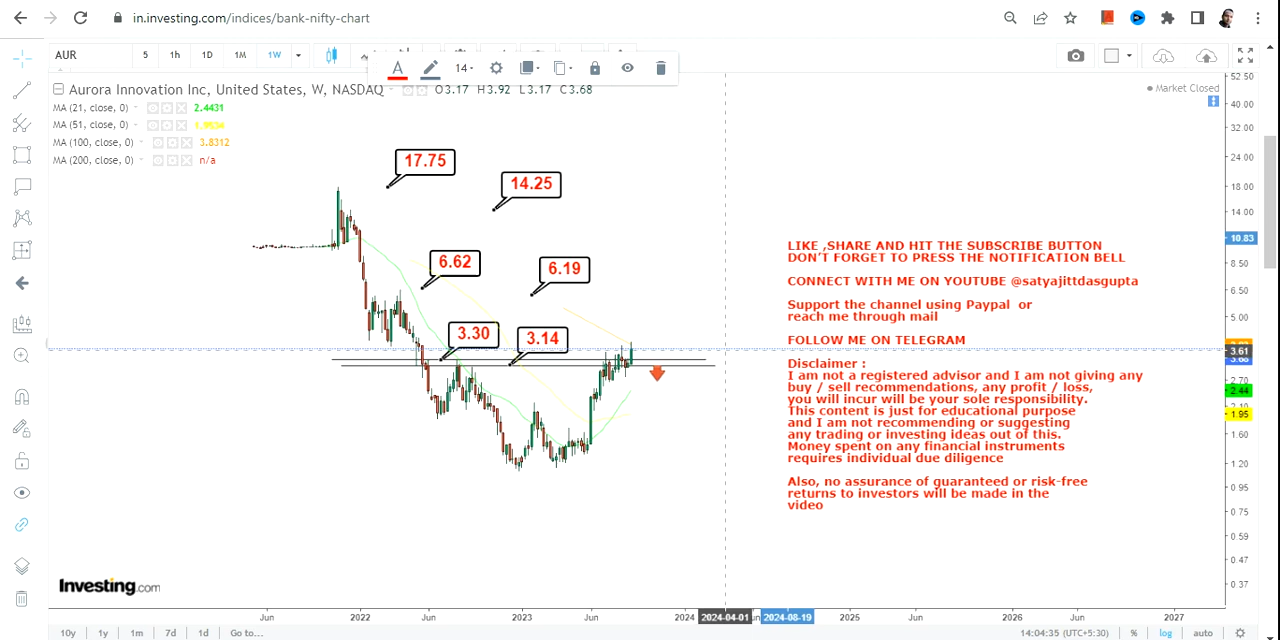 in.investing.com/indices/bank-nifty-chart
AUR 5 1h 1D 1M 1W
14
Aurora Innovation Inc, United States, W, NASDAQ O3.17 H3.92 L3.17 C3.68
Market Closed
MA (21, close, 0) 2.4431
MA (51, close, 0)
MA (100, close, 0) 3.8312
MA (200, close, 0) n/a
17.75
14.25
6.62
6.19
3.30
3.14
LIKE ,SHARE AND HIT THE SUBSCRIBE BUTTON
DON'T FORGET TO PRESS THE NOTIFICATION BELL
CONNECT WITH ME ON YOUTUBE @satyajittdasgupta
Support the channel using Paypal or
reach me through mail
FOLLOW ME ON TELEGRAM
Disclaimer :
I am not a registered advisor and I am not giving any
buy / sell recommendations, any profit / loss,
you will incur will be your sole responsibility.
This content is just for educational purpose
and I am not recommending or suggesting
any trading or investing ideas out of this.
Money spent on any financial instruments
requires individual due diligence
Also, no assurance of guaranteed or risk-free
returns to investors will be made in the
video
52.50
40.00
32.00
24.00
18.00
14.00
10.83
8.50
6.50
5.00
3.61
2.70
2.44
1.95
1.60
1.20
0.95
0.75
0.59
0.47
0.37
Investing.com
Jun 2022 Jun 2023 Jun 2024 2024-04-01 2024-08-19 2025 Jun 2026 Jun 2027
10y 1y 1m 7d 1d Go to... 14:04:35 (UTC+5:30) % log auto